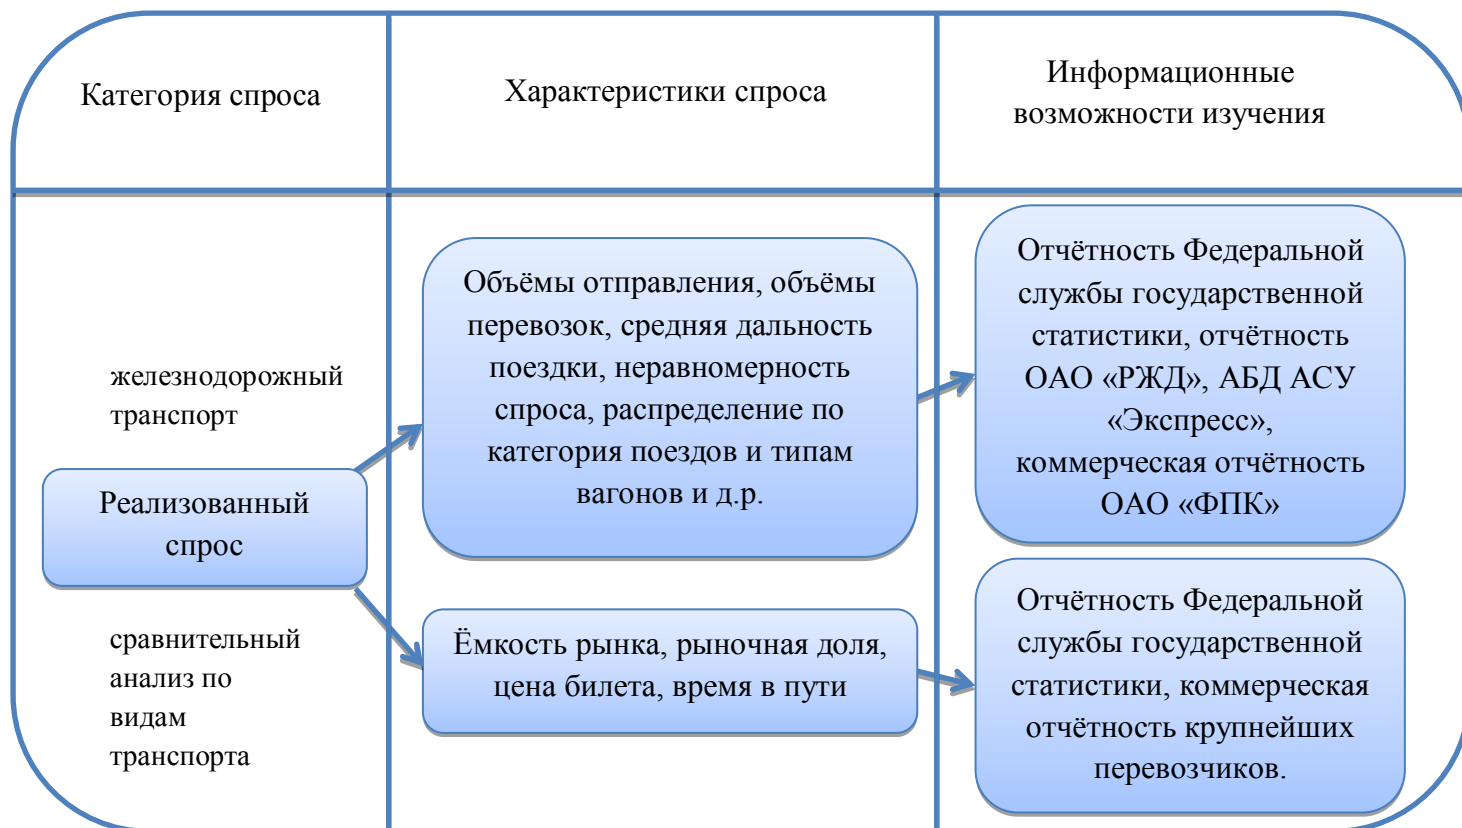 Категория спроса
Характеристики спроса
Информационные
возможности изучения
железнодорожный
транспорт
Реализованный
спрос
сравнительный
анализ по
видам
транспорта
Объёмы отправления, объёмы
перевозок, средняя дальность
поездки, неравномерность
спроса, распределение по
категория поездов и типам
вагонов и д.р.
Ёмкость рынка, рыночная доля,
цена билета, время в пути
Отчётность Федеральной
службы государственной
статистики, отчётность
ОАО «РЖД», АБД АСУ
«Экспресс»,
коммерческая отчётность
ОАО «ФПК»
Отчётность Федеральной
службы государственной
статистики, коммерческая
отчётность крупнейших
перевозчиков.